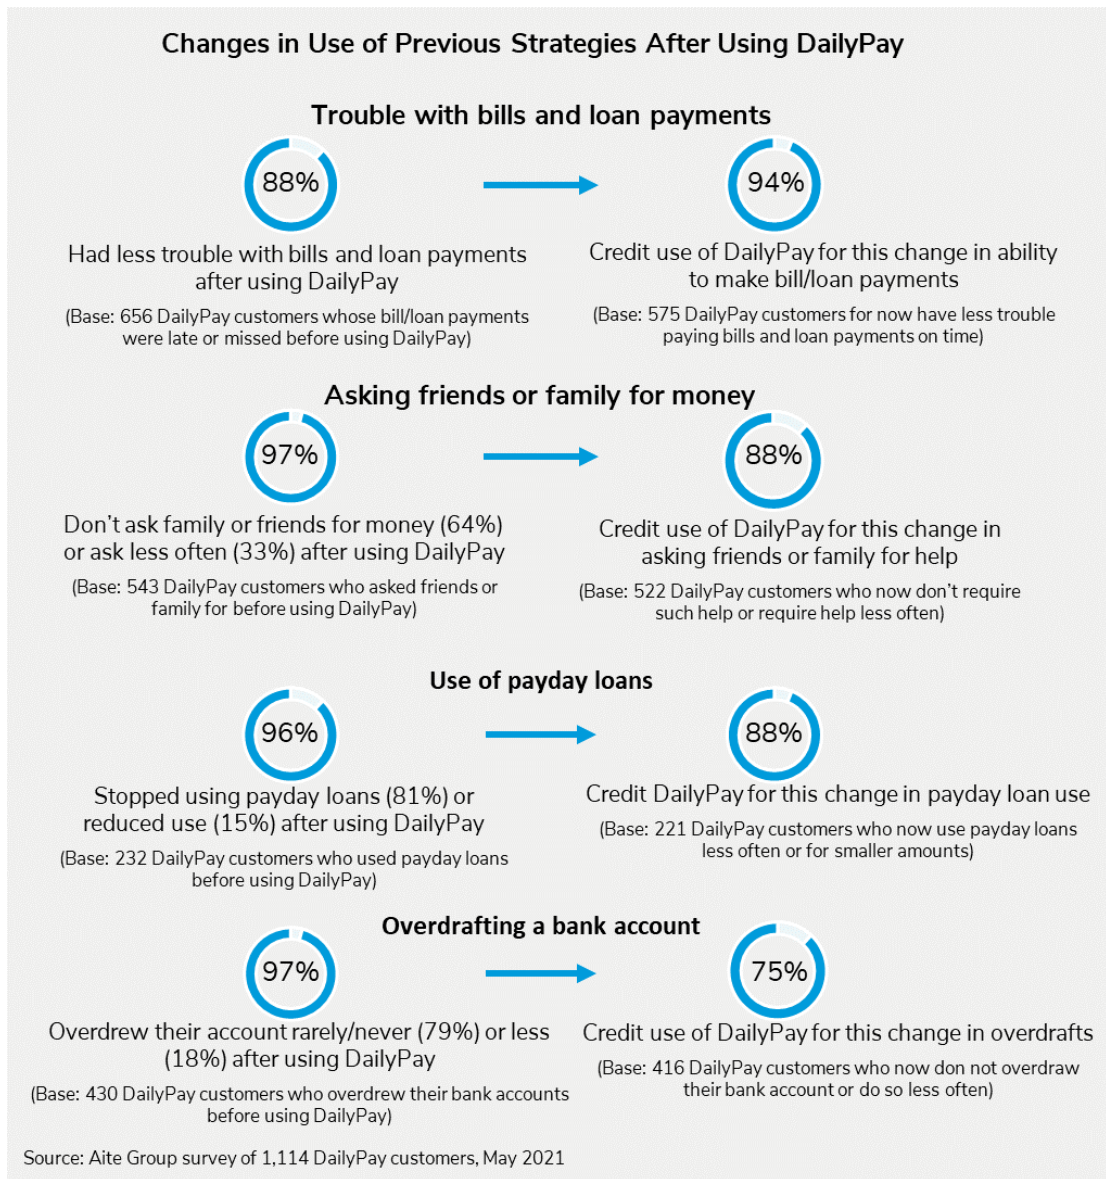 Changes in Use of Previous Strategies After Using DailyPay
Trouble with bills and loan payments
88%
94%
Had less trouble with bills and loan payments
after using DailyPay
(Base: 656 DailyPay customers whose bill/loan payments
were late or missed before using DailyPay)
Credit use of DailyPay for this change in ability
to make bill/loan payments
(Base: 575 DailyPay customers for now have less trouble
paying bills and loan payments on time)
Asking friends or family for money
97%
88%
Don't ask family or friends for money (64%)
or ask less often (33%) after using DailyPay
(Base: 543 DailyPay customers who asked friends or
family for before using DailyPay)
Credit use of DailyPay for this change in
asking friends or family for help
(Base: 522 DailyPay customers who now don't require
such help or require help less often)
Use of payday loans
96%
88%
Stopped using payday loans (81%) or
reduced use (15%) after using DailyPay
(Base: 232 DailyPay customers who used payday loans
before using DailyPay)
Credit DailyPay for this change in payday loan use
(Base: 221 DailyPay customers who now use payday loans
less often or for smaller amounts)
Overdrafting a bank account
97%
75%
Overdrew their account rarely/never (79%) or less
(18%) after using DailyPay
(Base: 430 DailyPay customers who overdrew their bank accounts
before using DailyPay)
Credit use of DailyPay for this change in overdrafts
(Base: 416 DailyPay customers who now don not overdraw
their bank account or do so less often)
Source: Aite Group survey of 1,114 DailyPay customers, May 2021